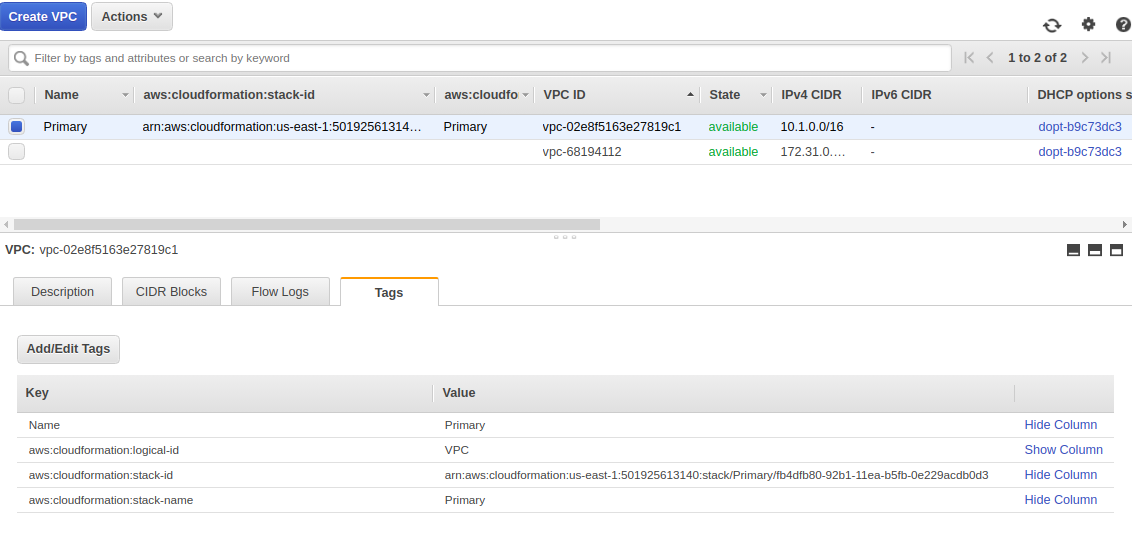 Create VPC Actions
Filter by tags and attributes or search by keyword 1 to 2 of 2
Name aws:cloudformation:stack-id aws:cloudfo VPC ID State IPv4 CIDR IPv6 CIDR DHCP options s
Primary arn:aws:cloudformation:us-east-1:50192561314… Primary vpc-02e8f5163e27819c1 available 10.1.0.0/16 - dopt-b9c73dc3
vpc-68194112 available 172.31.0.… - dopt-b9c73dc3
VPC: vpc-02e8f5163e27819c1
Description CIDR Blocks Flow Logs Tags
Add/Edit Tags
Key Value
Name Primary Hide Column
aws:cloudformation:logical-id VPC Show Column
aws:cloudformation:stack-id arn:aws:cloudformation:us-east-1:501925613140:stack/Primary/fb4dfb80-92b1-11ea-b5fb-0e229acdb0d3 Hide Column
aws:cloudformation:stack-name Primary Hide Column